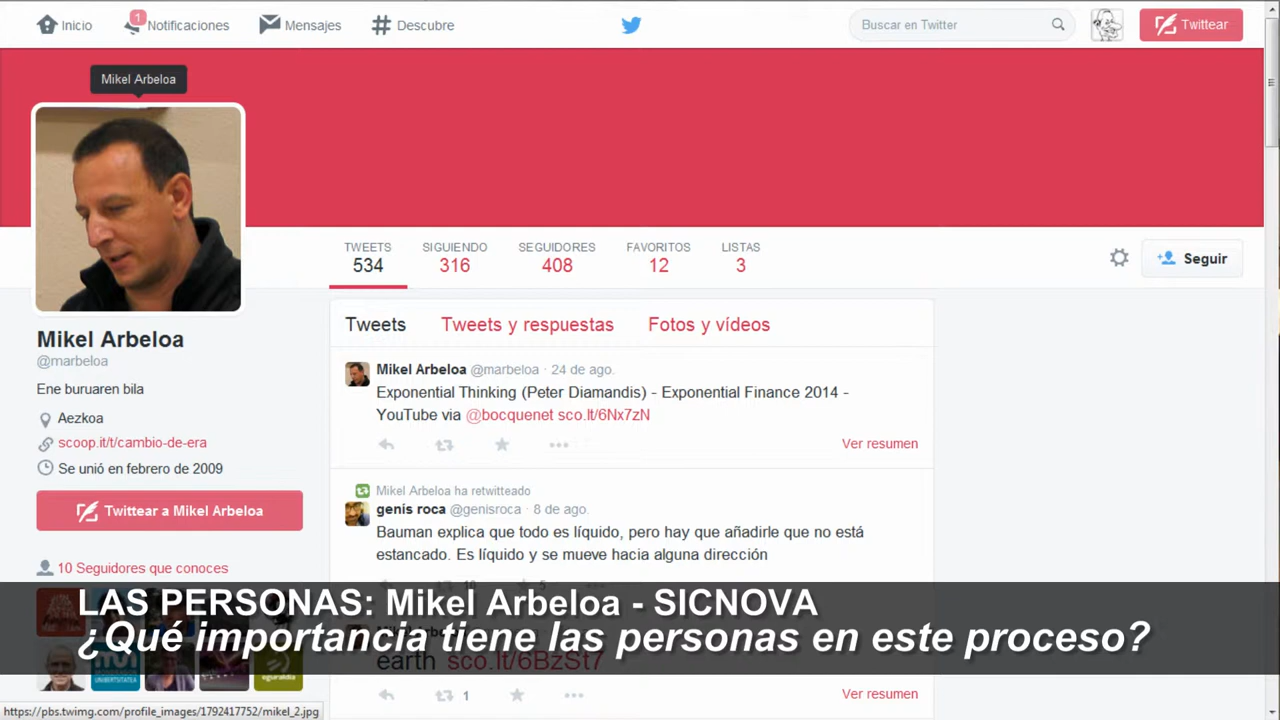 Inicio
1
Notificaciones
Mensajes
Descubre
Buscar en Twitter
Twittear
Mikel Arbeloa
TWEETS
534
SIGUIENDO
316
SEGUIDORES
408
FAVORITOS
12
LISTAS
3
Seguir
Mikel Arbeloa
@marbeloa
Ene buruaren bila
Aezkoa
scoop.it/t/cambio-de-era
Se unió en febrero de 2009
Twittear a Mikel Arbeloa
10 Seguidores que conoces
Tweets
Tweets y respuestas
Fotos y vídeos
Mikel Arbeloa @marbeloa · 24 de ago.
Exponential Thinking (Peter Diamandis) - Exponential Finance 2014 -
YouTube via @bocquenet sco.lt/6Nx7zN
Ver resumen
Mikel Arbeloa ha retwitteado
genís roca @genisroca · 8 de ago.
Bauman explica que todo es líquido, pero hay que añadirle que no está
estancado. Es líquido y se mueve hacia alguna dirección
LAS PERSONAS: Mikel Arbeloa - SICNOVA
¿Qué importancia tiene las personas en este proceso?
earth sco.lt/6BzSt7
1
Ver resumen
https://pbs.twimg.com/profile_images/1792417752/mikel_2.jpg